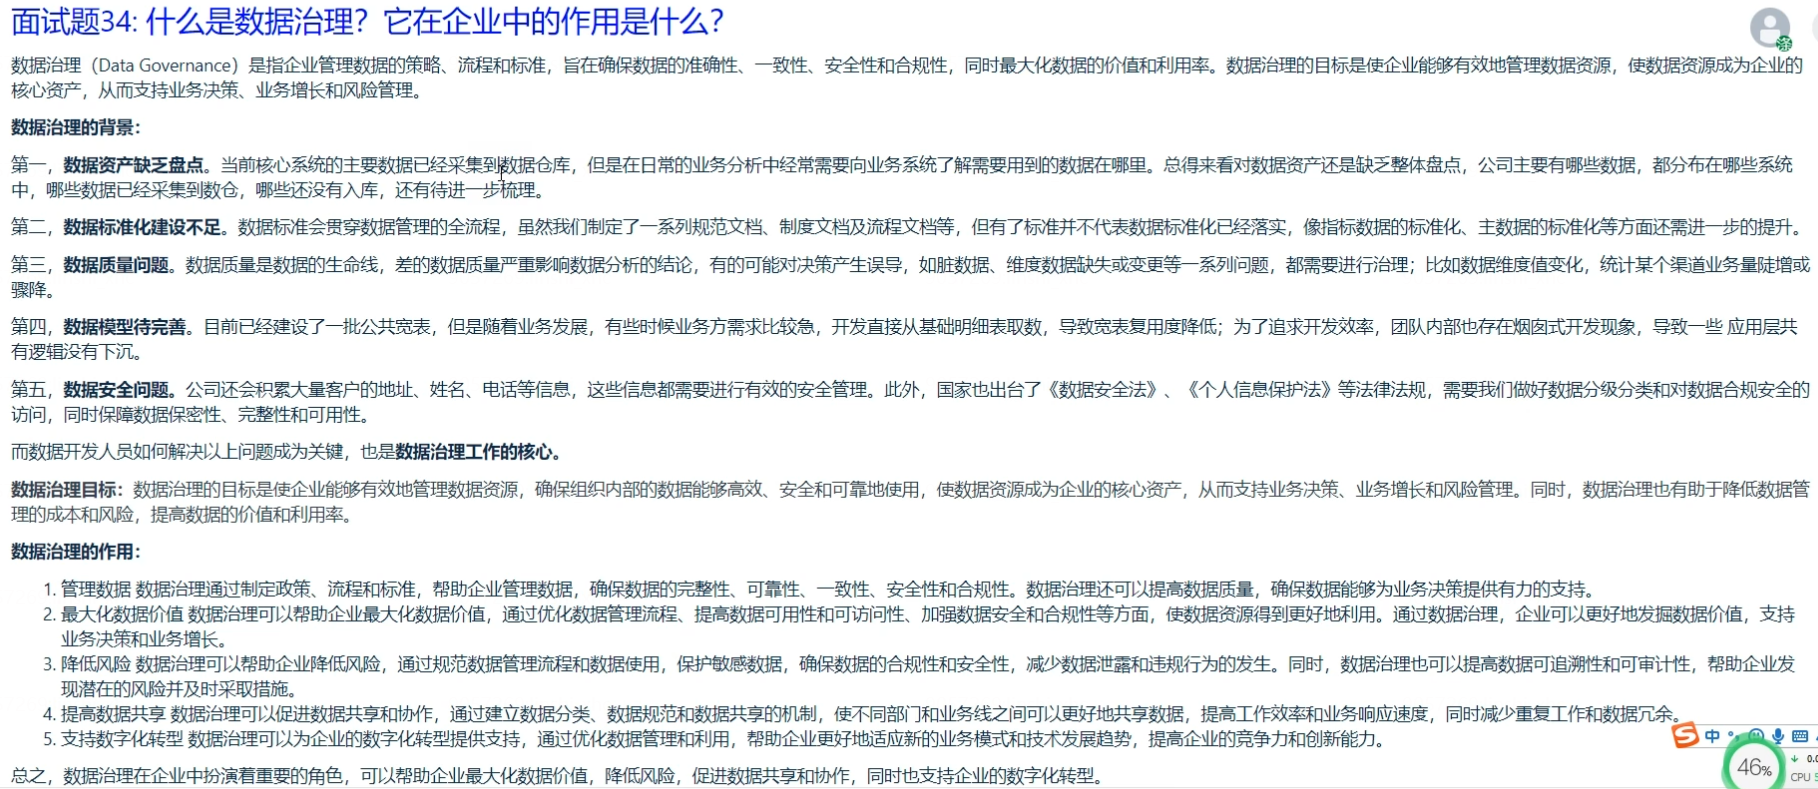 面试题34: 什么是数据治理？它在企业中的作用是什么？
数据治理（Data Governance）是指企业管理数据的策略、流程和标准，旨在确保数据的准确性、一致性、安全性和合规性，同时最大化数据的价值和利用率。数据治理的目标是使企业能够有效地管理数据资源，使数据资源成为企业的
核心资产，从而支持业务决策、业务增长和风险管理。
数据治理的背景：
第一，数据资产缺乏盘点。当前核心系统的主要数据已经采集到数据仓库，但是在日常的业务分析中经常需要向业务系统了解需要用到的数据在哪里。总得来看对数据资产还是缺乏整体盘点，公司主要有哪些数据，都分布在哪些系统
中，哪些数据已经采集到数仓，哪些还没有入库，还有待进一步梳理。
第二，数据标准化建设不足。数据标准会贯穿数据管理的全流程，虽然我们制定了一系列规范文档、制度文档及流程文档等，但有了标准并不代表数据标准化已经落实，像指标数据的标准化、主数据的标准化等方面还需进一步的提升。
第三，数据质量问题。数据质量是数据的生命线，差的数据质量严重影响数据分析的结论，有的可能对决策产生误导，如脏数据、维度数据缺失或变更等一系列问题，都需要进行治理；比如数据维度值变化，统计某个渠道业务量陡增或
骤降。
第四，数据模型待完善。目前已经建设了一批公共宽表，但是随着业务发展，有些时候业务方需求比较急，开发直接从基础明细表取数，导致宽表复用度降低；为了追求开发效率，团队内部也存在烟囱式开发现象，导致一些 应用层共
有逻辑没有下沉。
第五，数据安全问题。公司还会积累大量客户的地址、姓名、电话等信息，这些信息都需要进行有效的安全管理。此外，国家也出台了《数据安全法》、《个人信息保护法》等法律法规，需要我们做好数据分级分类和对数据合规安全的
访问，同时保障数据保密性、完整性和可用性。
而数据开发人员如何解决以上问题成为关键，也是数据治理工作的核心。
数据治理目标：数据治理的目标是使企业能够有效地管理数据资源，确保组织内部的数据能够高效、安全和可靠地使用，使数据资源成为企业的核心资产，从而支持业务决策、业务增长和风险管理。同时，数据治理也有助于降低数据管
理的成本和风险，提高数据的价值和利用率。
数据治理的作用：
1. 管理数据 数据治理通过制定政策、流程和标准，帮助企业管理数据，确保数据的完整性、可靠性、一致性、安全性和合规性。数据治理还可以提高数据质量，确保数据能够为业务决策提供有力的支持。
2. 最大化数据价值 数据治理可以帮助企业最大化数据价值，通过优化数据管理流程、提高数据可用性和可访问性、加强数据安全和合规性等方面，使数据资源得到更好地利用。通过数据治理，企业可以更好地发掘数据价值，支持
业务决策和业务增长。
3. 降低风险 数据治理可以帮助企业降低风险，通过规范数据管理流程和数据使用，保护敏感数据，确保数据的合规性和安全性，减少数据泄露和违规行为的发生。同时，数据治理也可以提高数据可追溯性和可审计性，帮助企业发
现潜在的风险并及时采取措施。
4. 提高数据共享 数据治理可以促进数据共享和协作，通过建立数据分类、数据规范和数据共享的机制，使不同部门和业务线之间可以更好地共享数据，提高工作效率和业务响应速度，同时减少重复工作和数据冗余。
5. 支持数字化转型 数据治理可以为企业的数字化转型提供支持，通过优化数据管理和利用，帮助企业更好地适应新的业务模式和技术发展趋势，提高企业的竞争力和创新能力。
总之，数据治理在企业中扮演着重要的角色，可以帮助企业最大化数据价值，降低风险，促进数据共享和协作，同时也支持企业的数字化转型。
中
46%
CPU